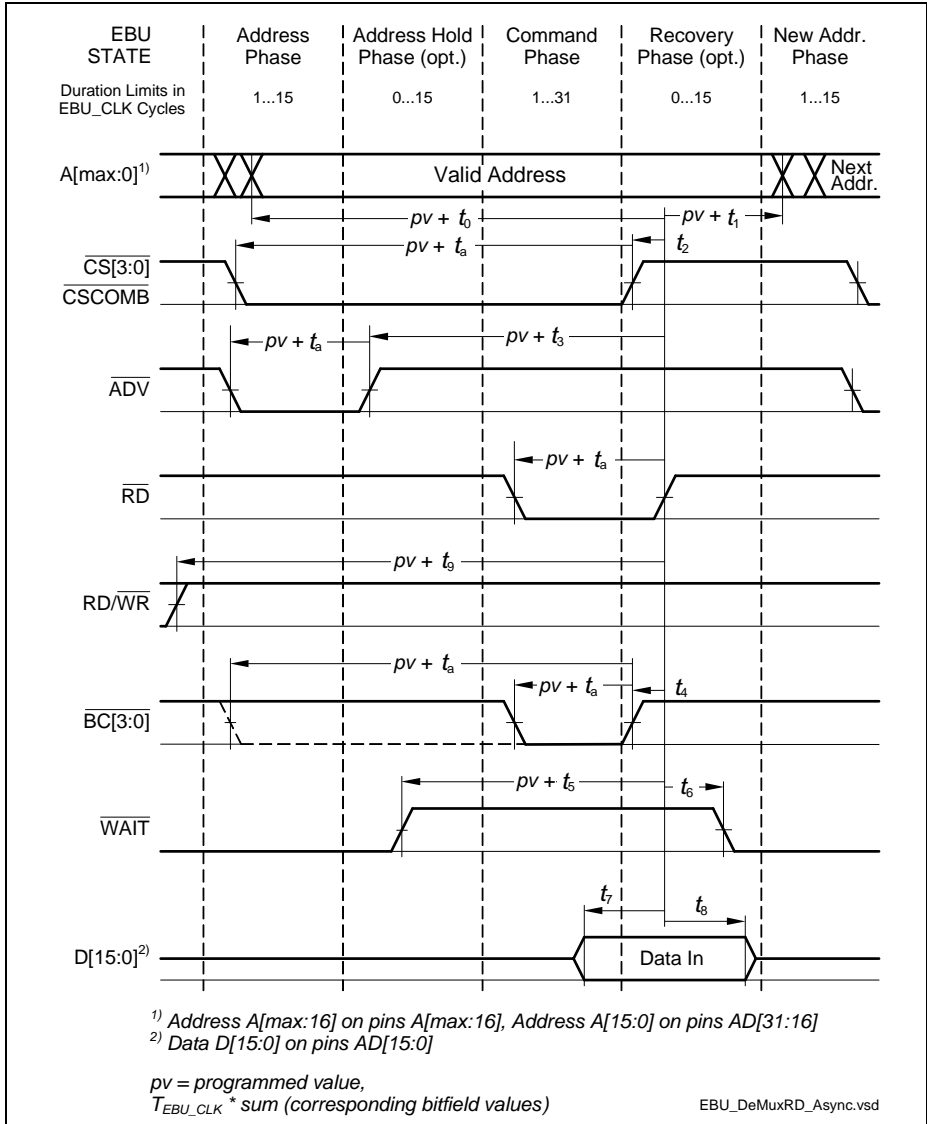 EBU STATE Address Phase Address Hold Phase (opt.) Command Phase Recovery Phase (opt.) New Addr. Phase
Duration Limits in EBU_CLK Cycles 1...15 0...15 1...31 0...15 1...15
A[max:0]1) Valid Address Next Addr.
pv + t0 pv + t1
pv + ta t2
CS[3:0]
CSCOMB
pv + ta pv + t3
ADV
pv + ta
RD
pv + t9
RD/WR
pv + ta
pv + ta t4
BC[3:0]
pv + t5 t6
WAIT
t7 t8
D[15:0]2) Data In
1) Address A[max:16] on pins A[max:16], Address A[15:0] on pins AD[31:16]
2) Data D[15:0] on pins AD[15:0]
pv = programmed value,
TEBU_CLK * sum (corresponding bitfield values) EBU_DeMuxRD_Async.vsd